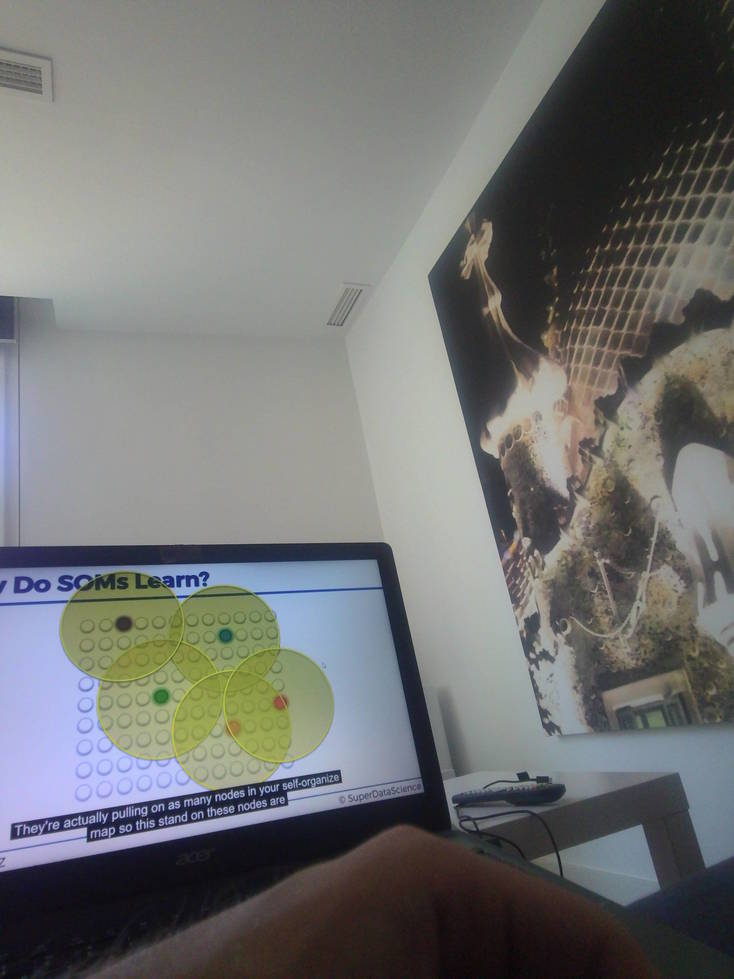 y Do SOMs Learn?
They're actually pulling on as many nodes in your self-organize
map so this stand on these nodes are
© SuperDataScience
Z
acer